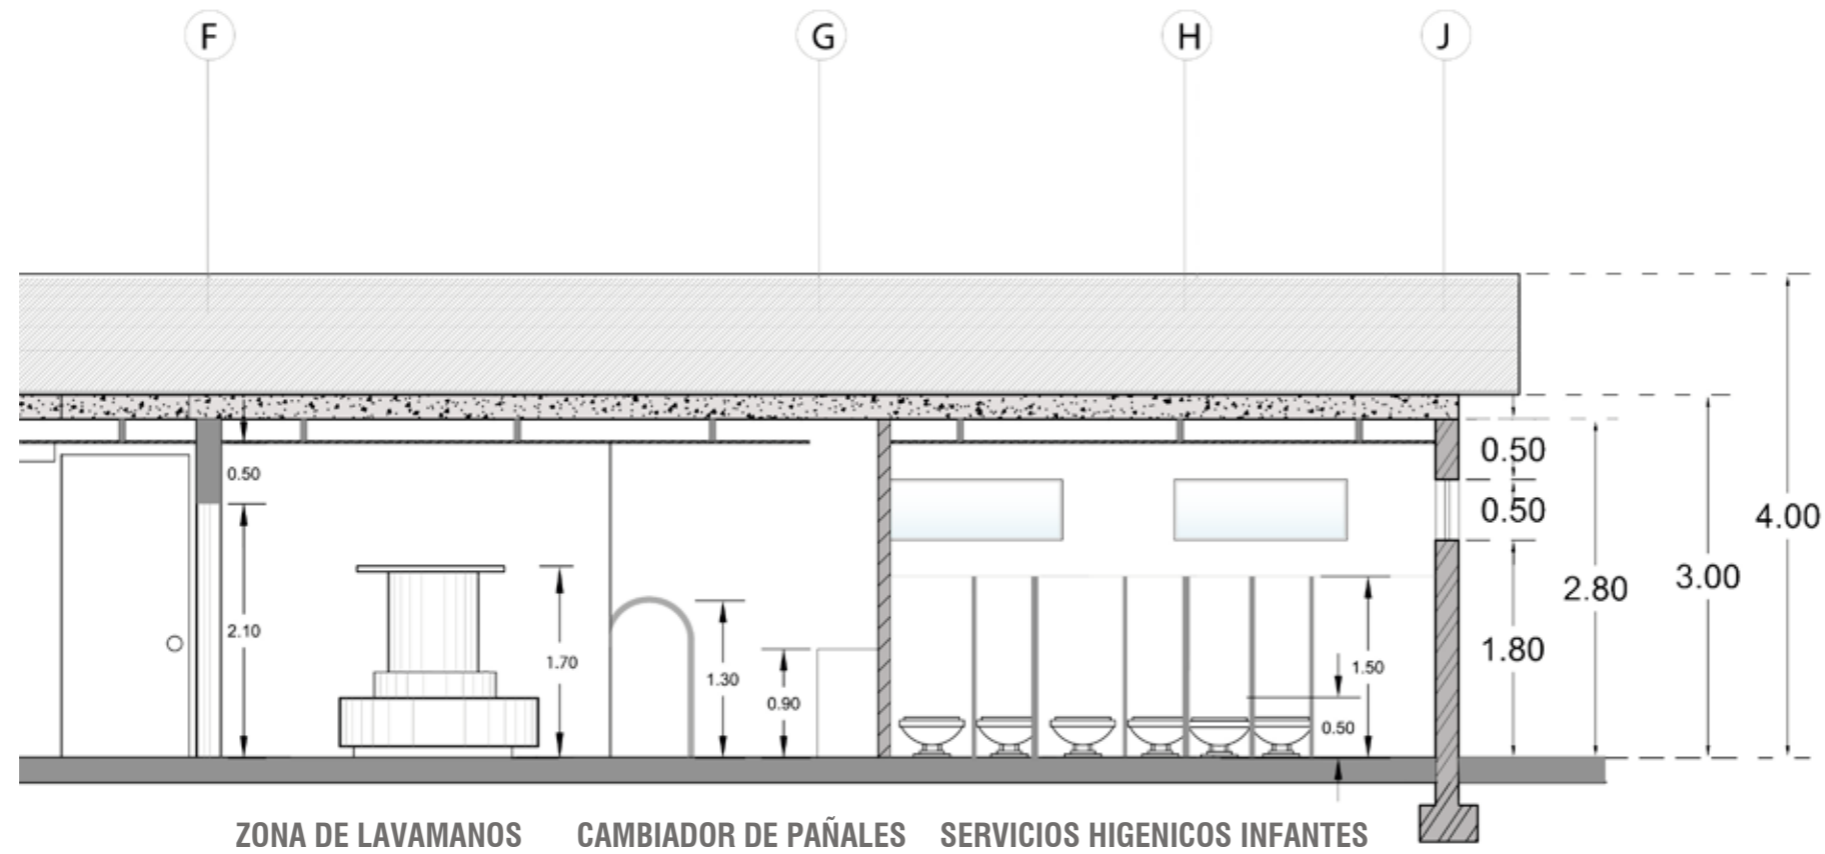 F
G
H
J
0.50
2.10
1.70
1.30
0.90
1.50
0.50
0.50
0.50
1.80
2.80
3.00
4.00
ZONA DE LAVAMANOS
CAMBIADOR DE PAÑALES
SERVICIOS HIGENICOS INFANTES